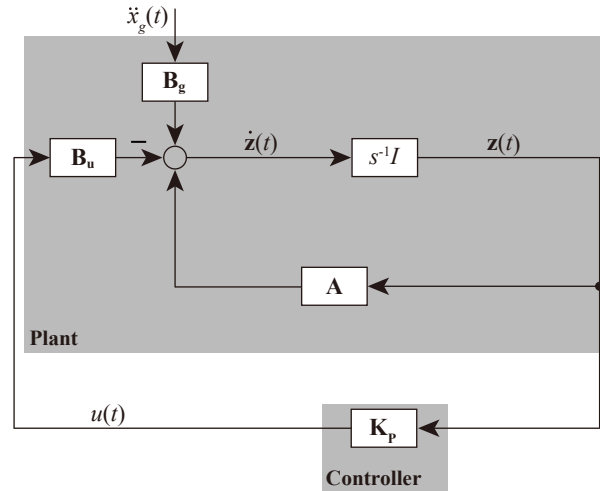 ẍg(t)
Bg
Bu
−
ż(t)
s⁻¹I
z(t)
A
Plant
u(t)
KP
Controller